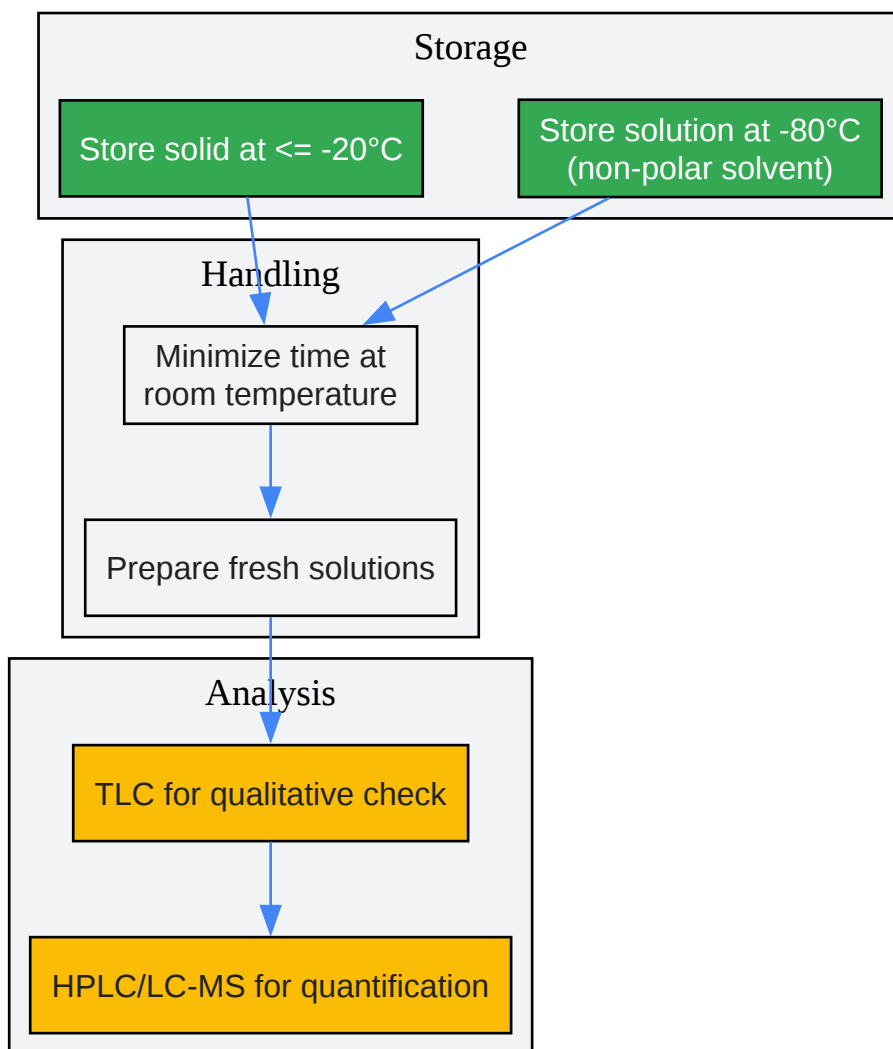 Storage
Store solid at <= -20°C
Store solution at -80°C
(non-polar solvent)
Handling
Minimize time at
room temperature
Prepare fresh solutions
Analysis
TLC for qualitative check
HPLC/LC-MS for quantification